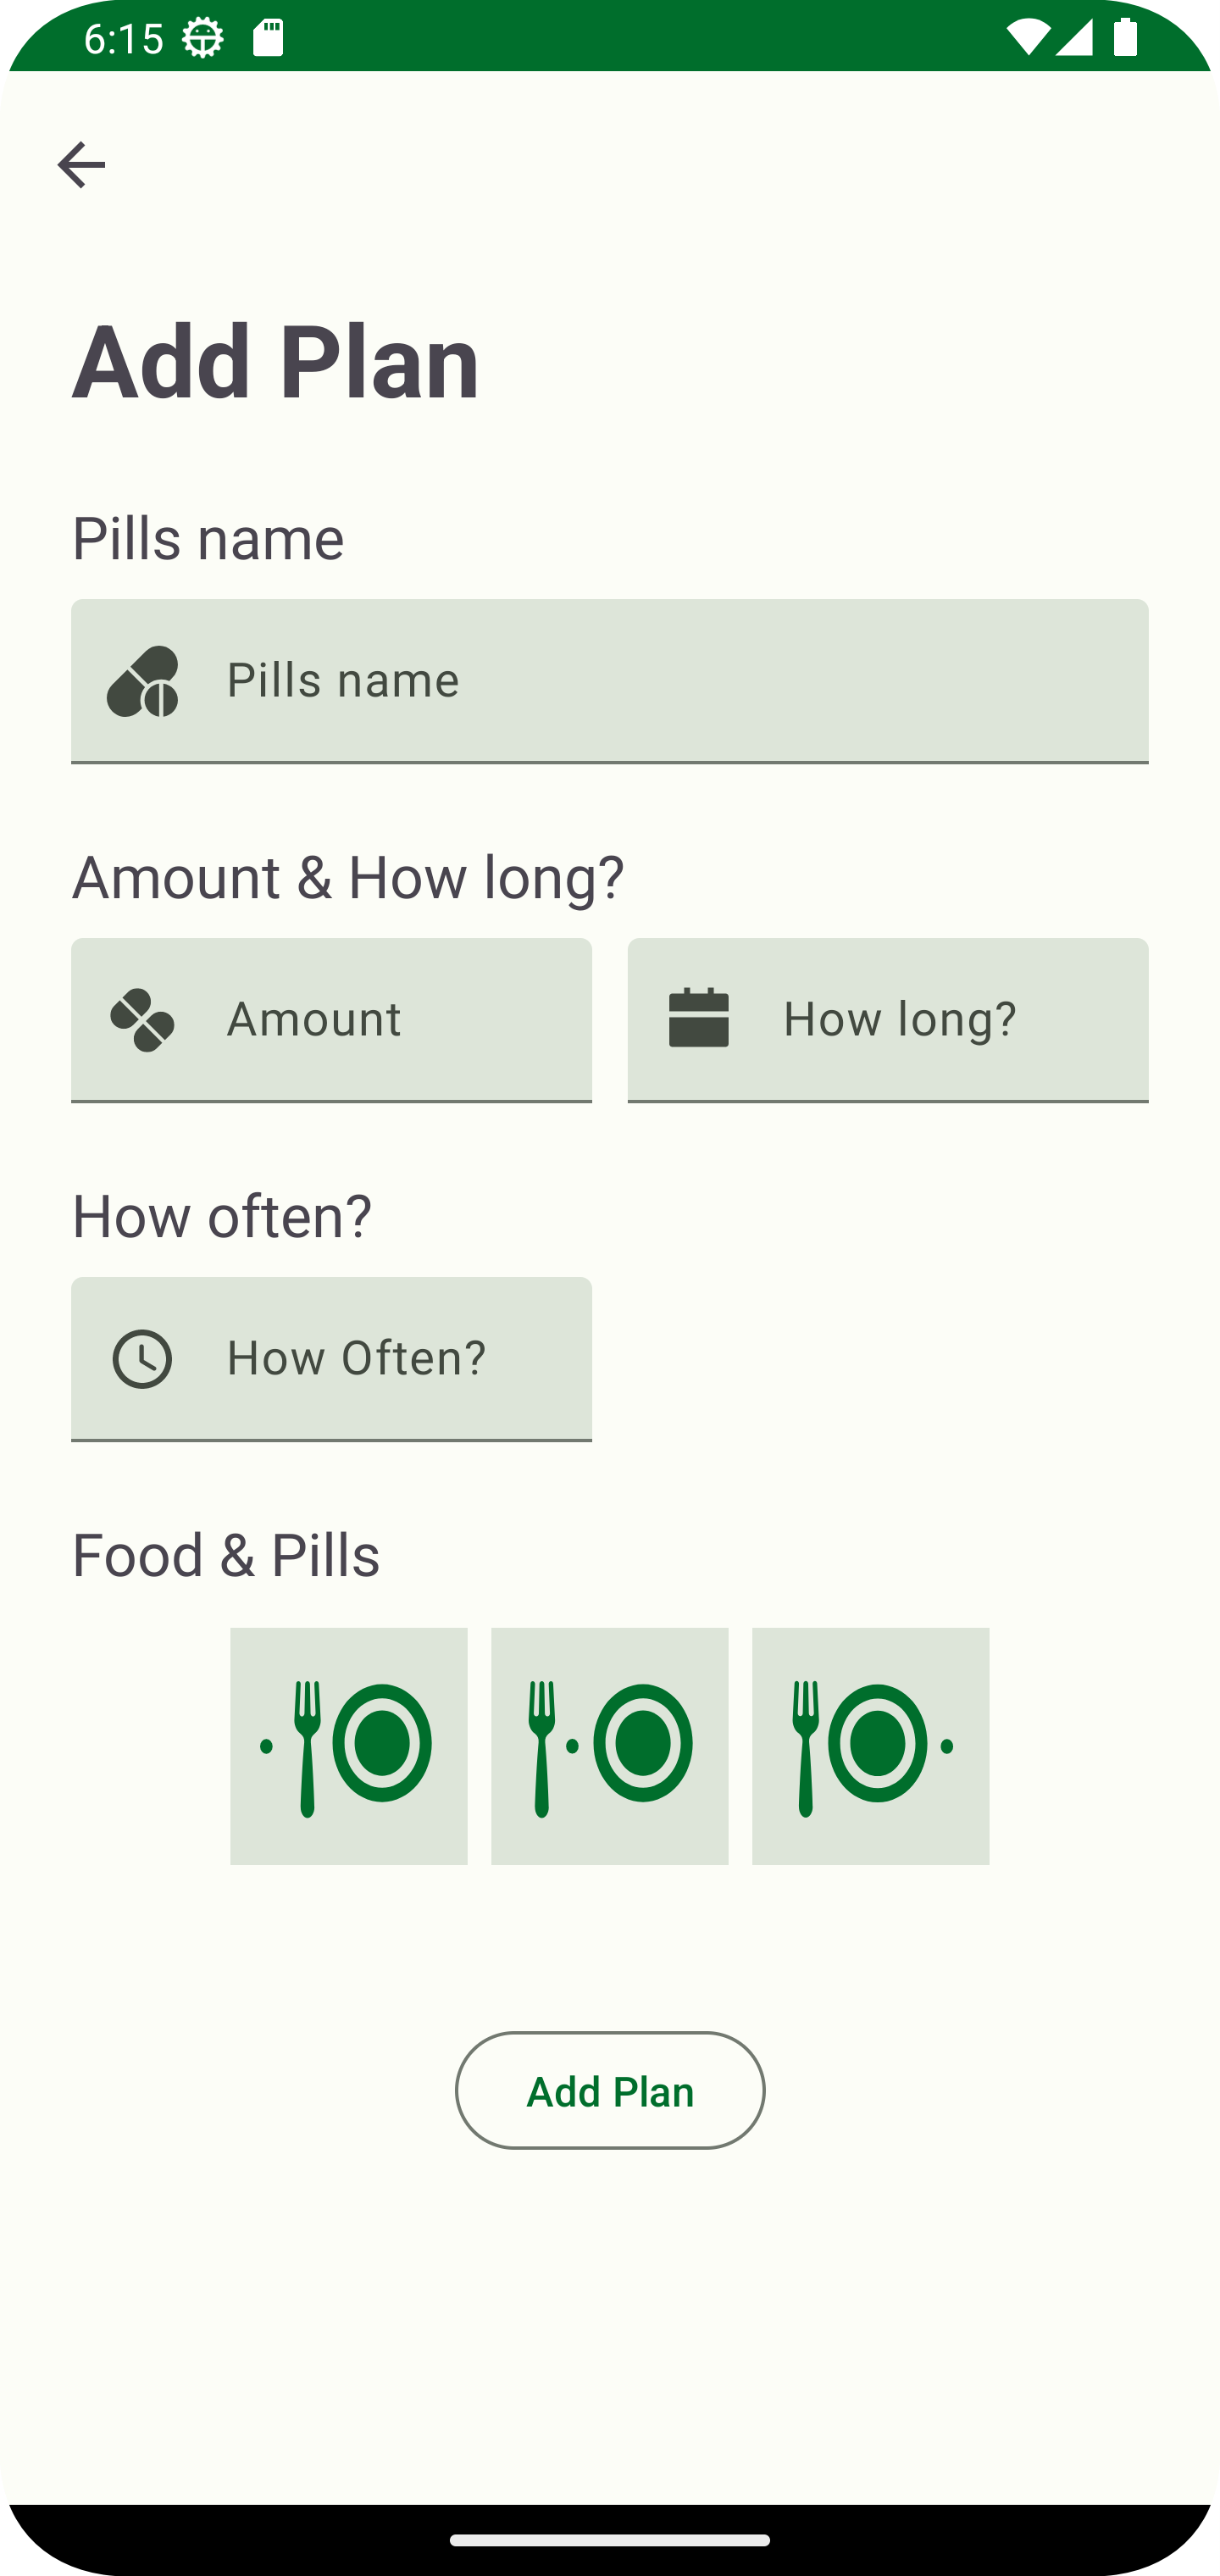 6:15
Add Plan
Pills name
Pills name
Amount & How long?
Amount How long?
How often?
How Often?
Food & Pills
Add Plan